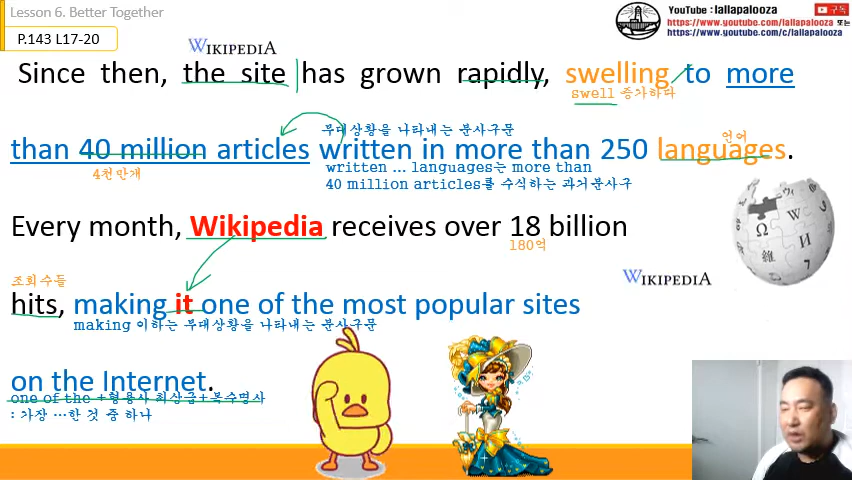 Lesson 6. Better Together
YouTube : lallapalooza 구독
https://www.youtube.com/lallapalooza 또는
https://www.youtube.com/c/lallapalooza
P.143 L17-20
WIKIPEDIA
Since then, the site has grown rapidly, swelling to more
swell 증가하다
부대상황을 나타내는 분사구문
언어
than 40 million articles written in more than 250 languages.
4천만개
written ... languages는 more than
40 million articles를 수식하는 과거분사구
Every month, Wikipedia receives over 18 billion
180억
WIKIPEDIA
조회수들
hits, making it one of the most popular sites
making 이하는 부대상황을 나타내는 분사구문
on the Internet.
one of the +형용사 최상급+복수명사
: 가장 …한 것 중 하나
Ω W И 維